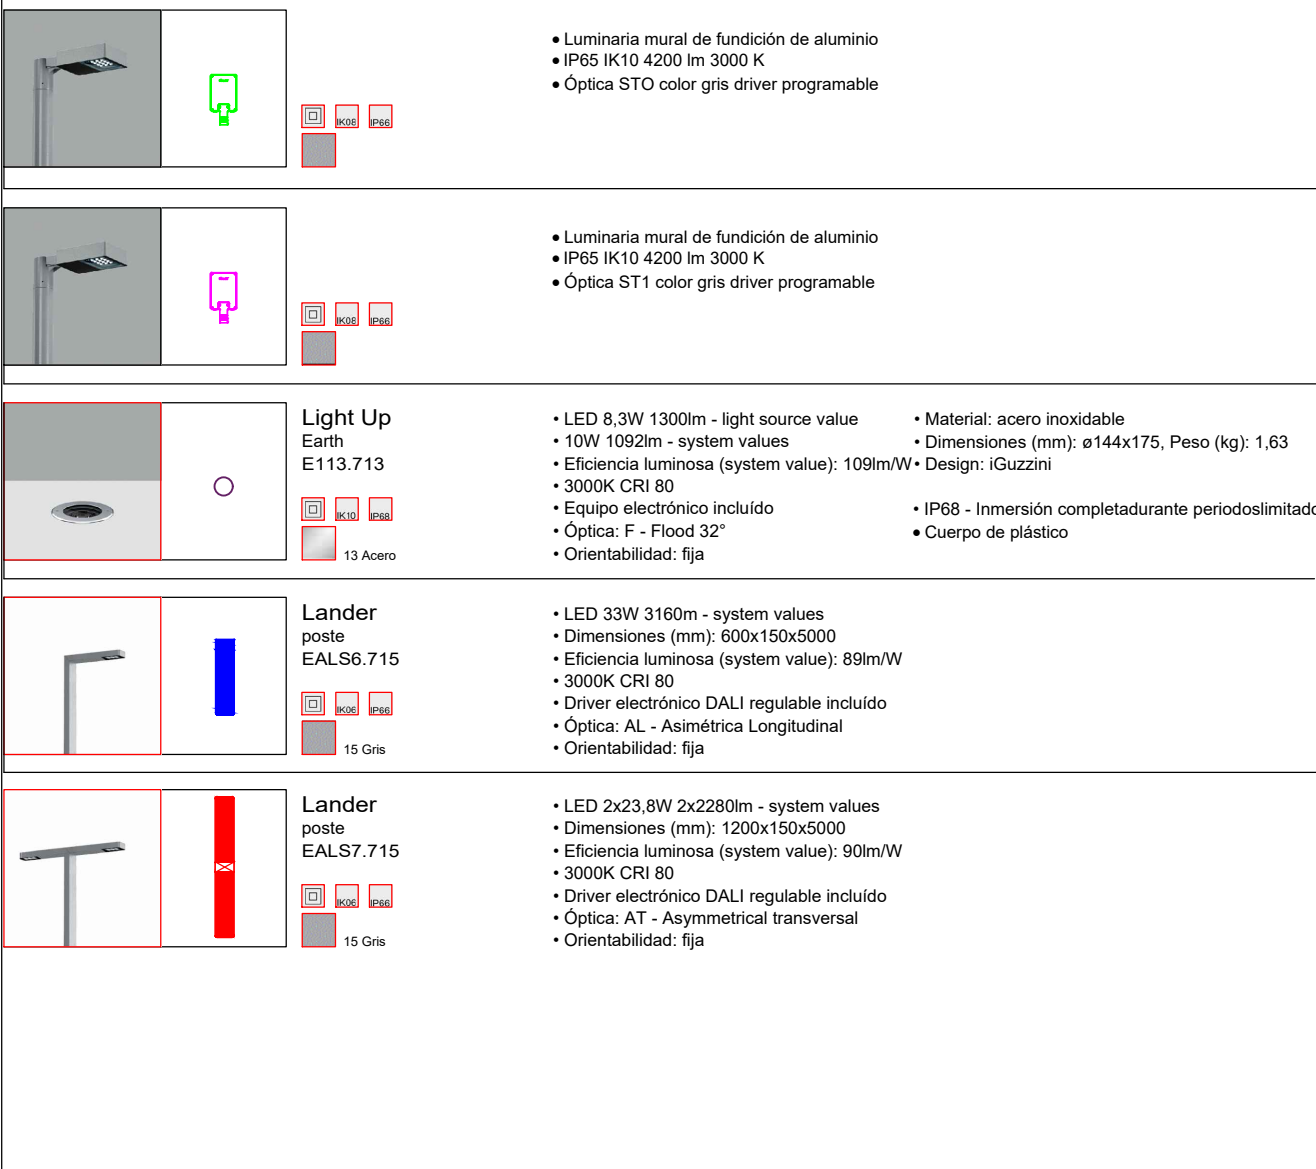 • Luminaria mural de fundición de aluminio
• IP65 IK10 4200 lm 3000 K
• Óptica STO color gris driver programable
IK08 IP66
• Luminaria mural de fundición de aluminio
• IP65 IK10 4200 lm 3000 K
• Óptica ST1 color gris driver programable
IK08 IP66
Light Up
Earth
E113.713
IK10 IP68
13 Acero
• LED 8,3W 1300lm - light source value
• 10W 1092lm - system values
• Eficiencia luminosa (system value): 109lm/W
• 3000K CRI 80
• Equipo electrónico incluído
• Óptica: F - Flood 32°
• Orientabilidad: fija
• Material: acero inoxidable
• Dimensiones (mm): ø144x175, Peso (kg): 1,63
• Design: iGuzzini
• IP68 - Inmersión completadurante periodoslimitado
• Cuerpo de plástico
Lander
poste
EALS6.715
IK06 IP66
15 Gris
• LED 33W 3160m - system values
• Dimensiones (mm): 600x150x5000
• Eficiencia luminosa (system value): 89lm/W
• 3000K CRI 80
• Driver electrónico DALI regulable incluído
• Óptica: AL - Asimétrica Longitudinal
• Orientabilidad: fija
Lander
poste
EALS7.715
IK06 IP66
15 Gris
• LED 2x23,8W 2x2280lm - system values
• Dimensiones (mm): 1200x150x5000
• Eficiencia luminosa (system value): 90lm/W
• 3000K CRI 80
• Driver electrónico DALI regulable incluído
• Óptica: AT - Asymmetrical transversal
• Orientabilidad: fija